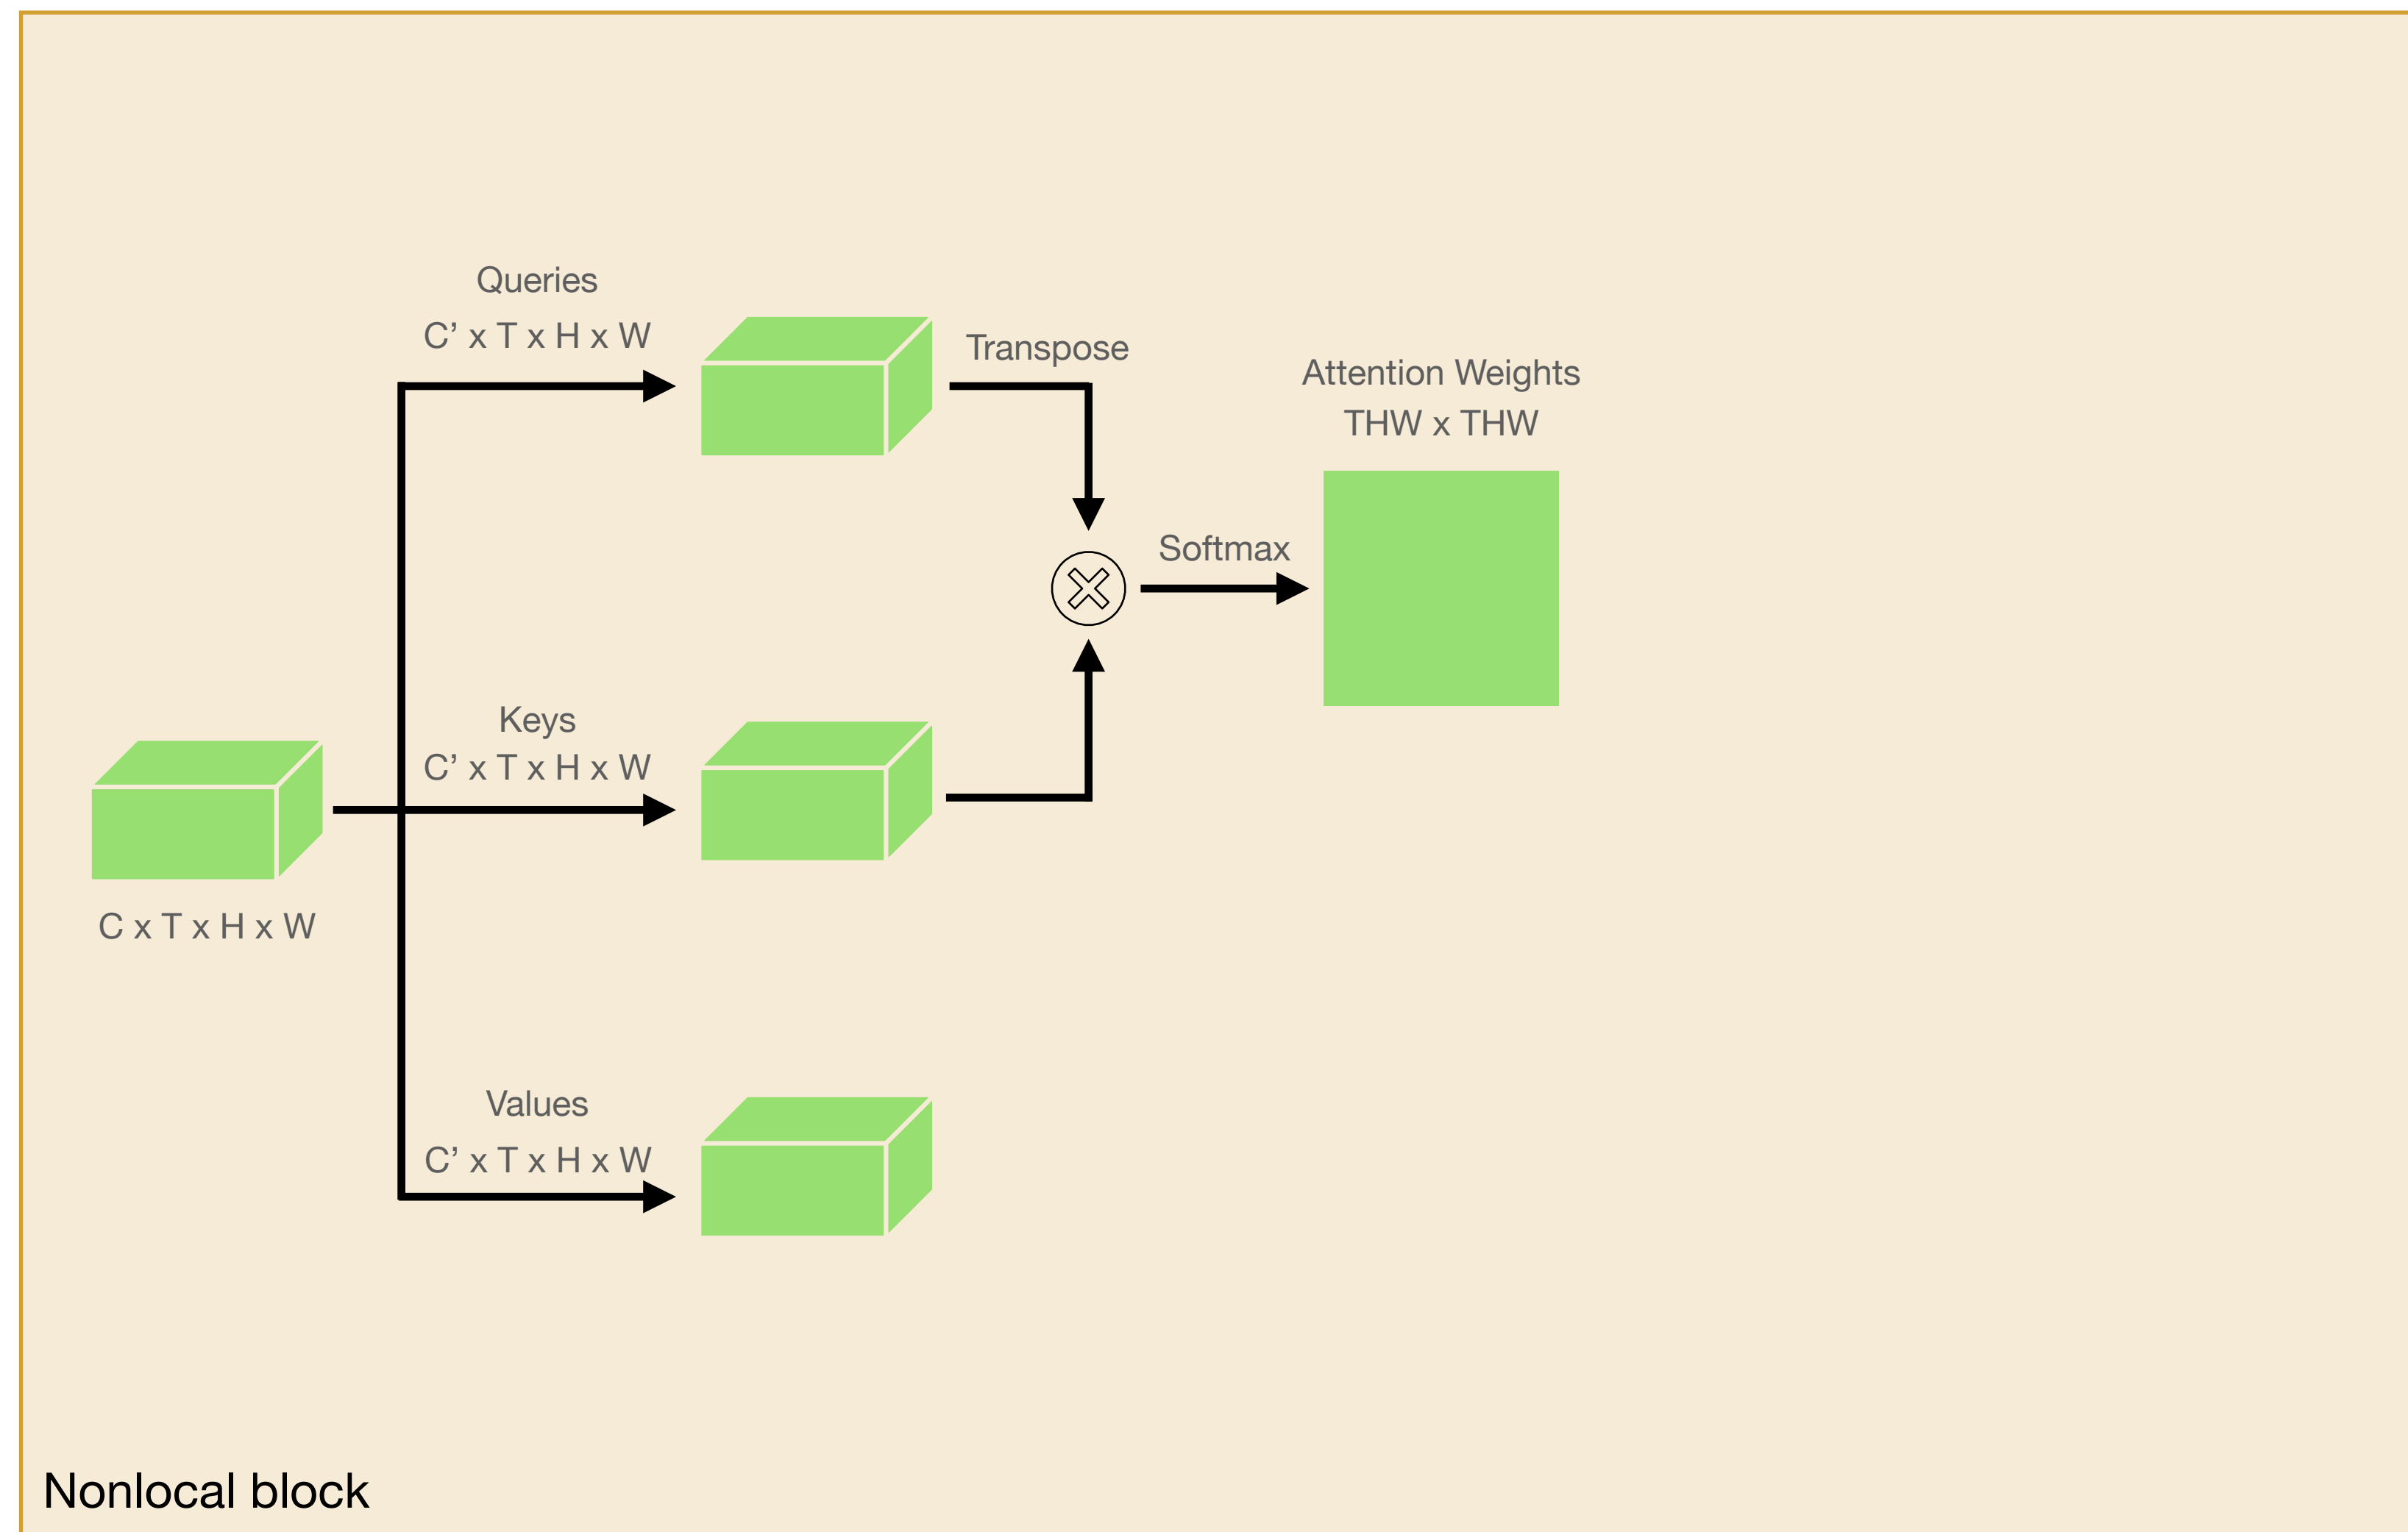 Queries
C’ x T x H x W
Transpose
Attention Weights
THW x THW
Softmax
Keys
C’ x T x H x W
C x T x H x W
Values
C’ x T x H x W
Nonlocal block